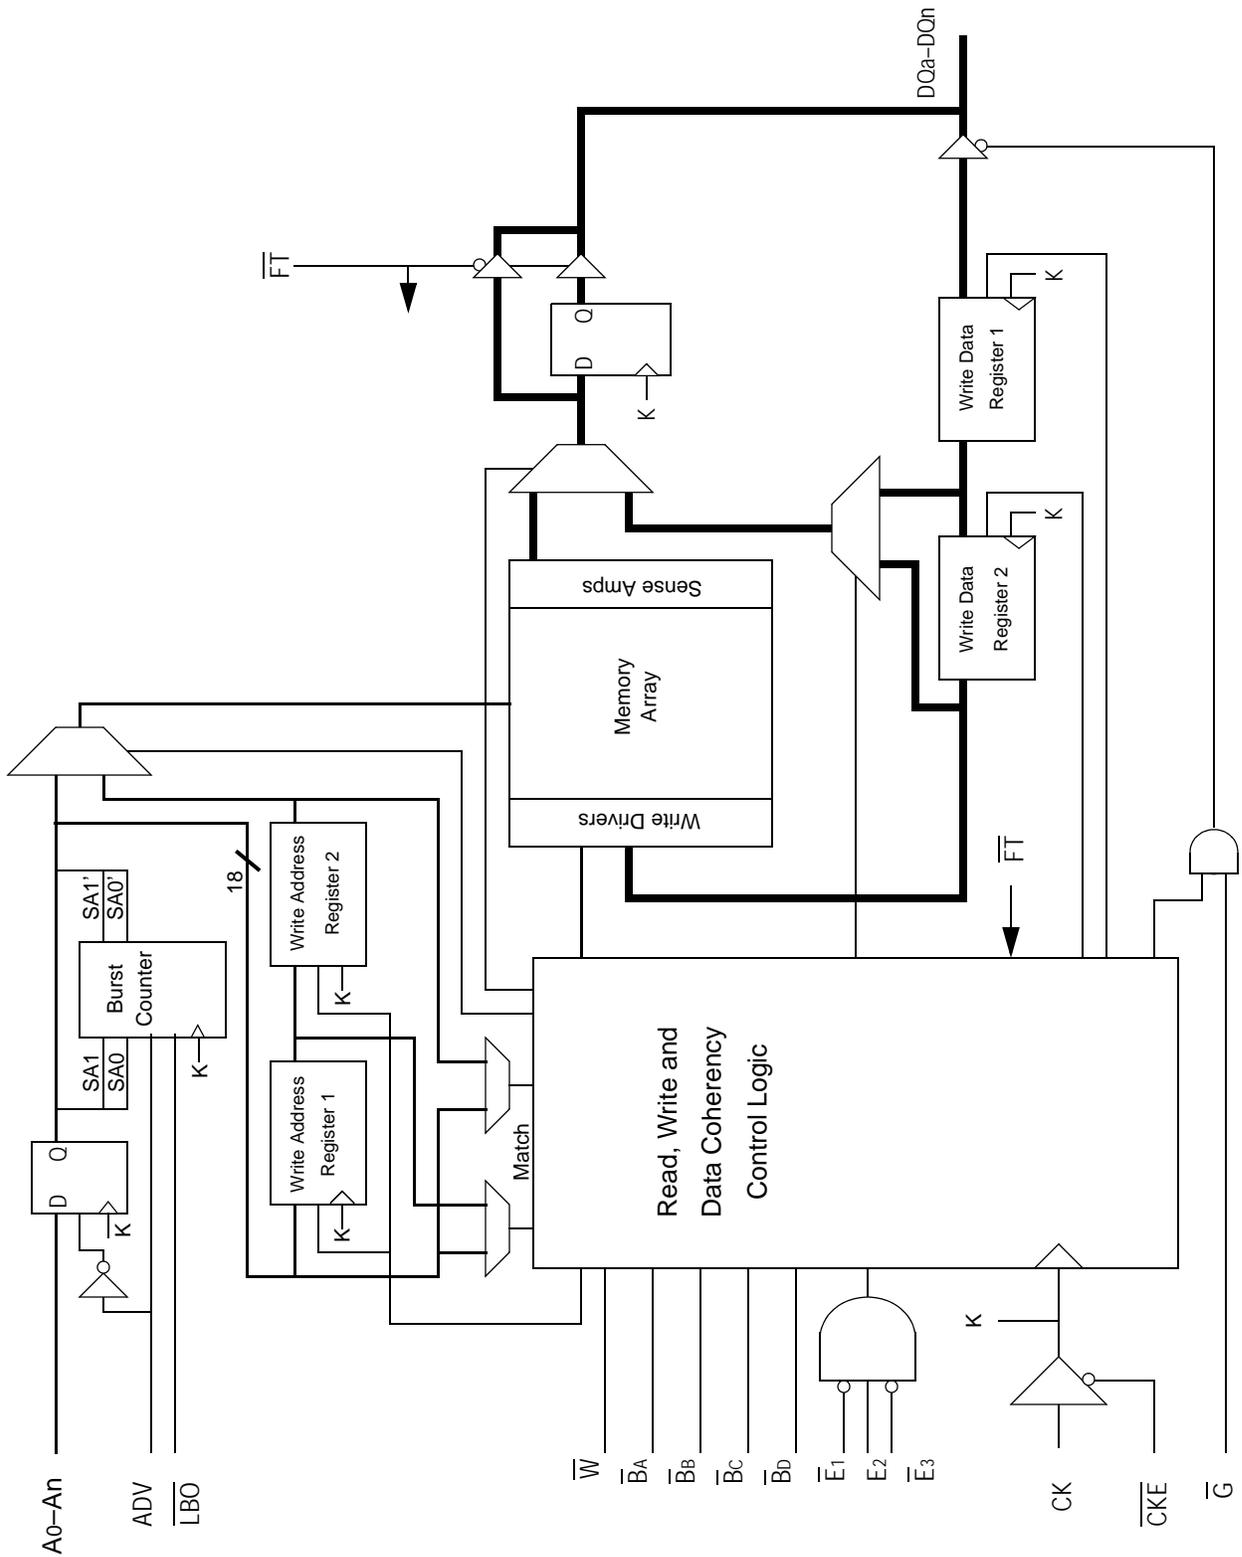 A0–An
ADV
LBO
D Q
K
SA1
SA0
Burst
Counter
SA1'
SA0'
K
18
Write Address
Register 1
K
Write Address
Register 2
K
Match
FT
D Q
K
Memory
Array
Sense Amps
Write Drivers
DQa–DQn
Write Data
Register 1
K
Write Data
Register 2
K
FT
Read, Write and
Data Coherency
Control Logic
W
BA
BB
BC
BD
E1
E2
E3
K
CK
CKE
G